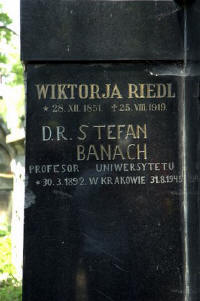 WIKTORJA RIEDL
* 28. XII. 1851. † 25. VIII. 1919.
D.R. STEFAN
BANACH
PROFESOR UNIWERSYTETU
* 30. 3. 1892. W KRAKOWIE 31.8.1945